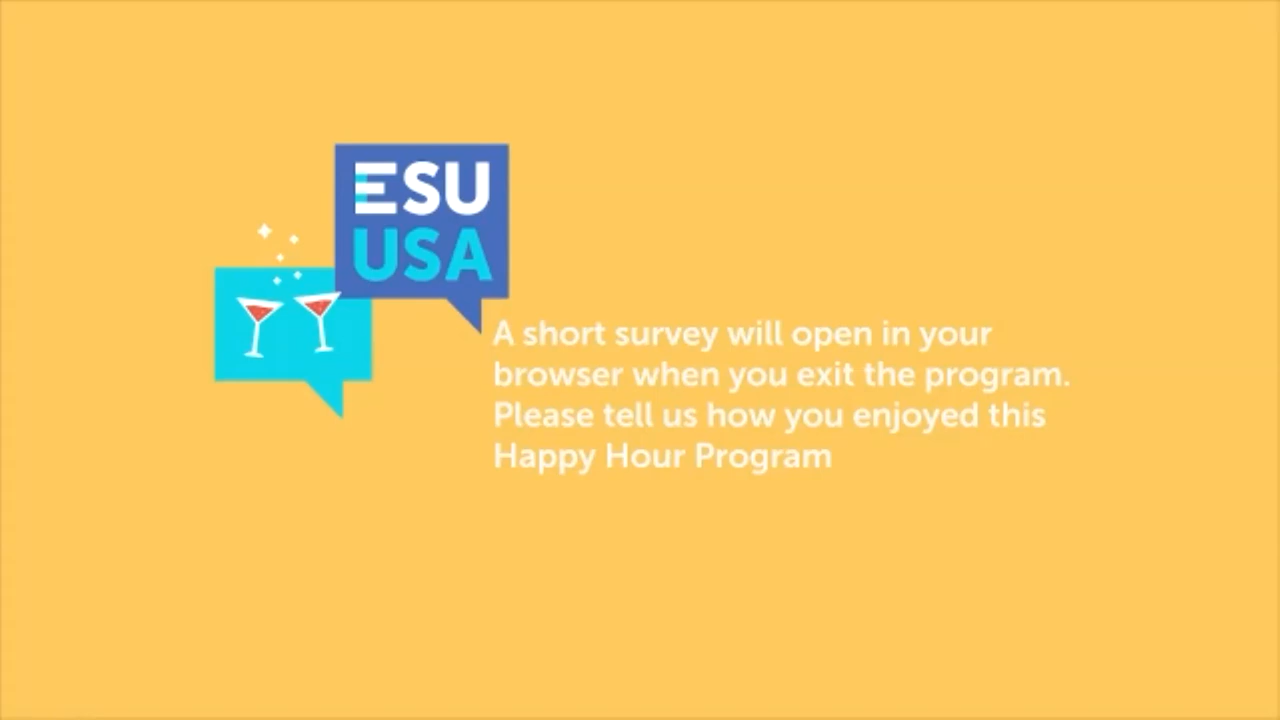 ESU
USA
A short survey will open in your
browser when you exit the program.
Please tell us how you enjoyed this
Happy Hour Program